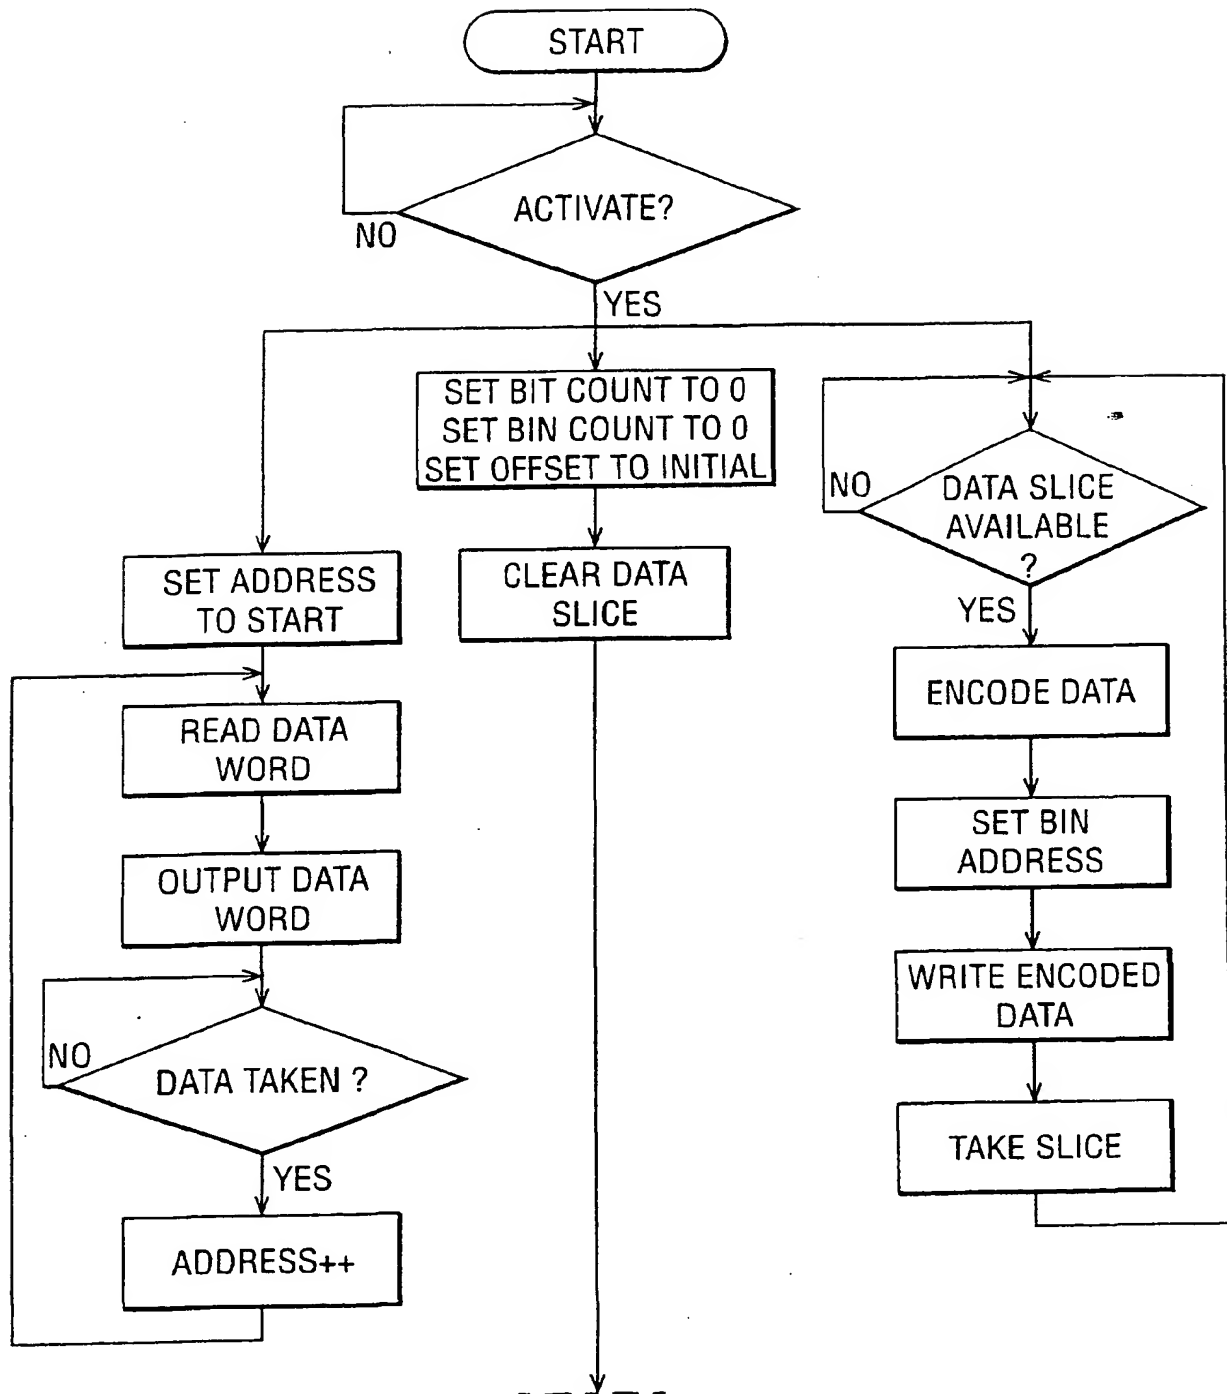 START
ACTIVATE?
NO
YES
SET BIT COUNT TO 0
SET BIN COUNT TO 0
SET OFFSET TO INITIAL
NO
DATA SLICE
AVAILABLE
?
YES
SET ADDRESS
TO START
CLEAR DATA
SLICE
ENCODE DATA
READ DATA
WORD
SET BIN
ADDRESS
OUTPUT DATA
WORD
WRITE ENCODED
DATA
NO
DATA TAKEN ?
YES
TAKE SLICE
ADDRESS++